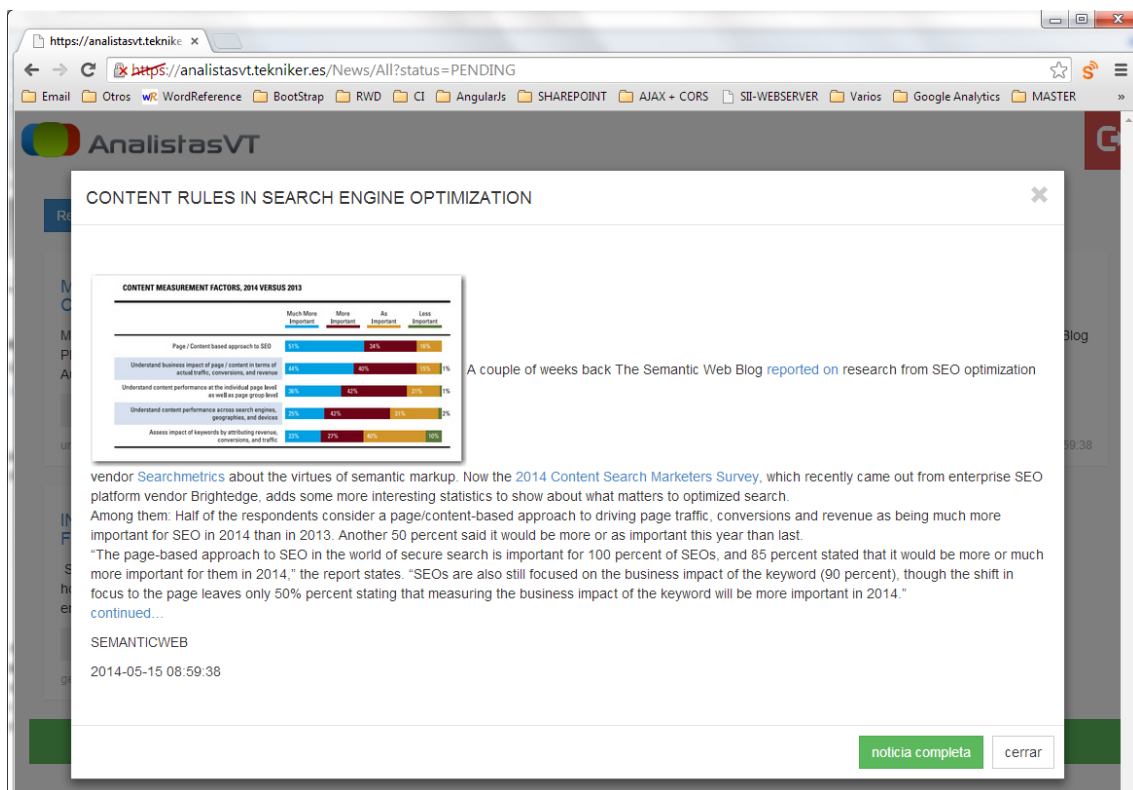 https://analistasvt.teknike
https://analistasvt.tekniker.es/News/All?status=PENDING
Email Otros WordReference BootStrap RWD CI AngularJs SHAREPOINT AJAX + CORS SII-WEBSERVER Varios Google Analytics MASTER »
AnalistasVT
CONTENT RULES IN SEARCH ENGINE OPTIMIZATION
CONTENT MEASUREMENT FACTORS, 2014 VERSUS 2013
Much More Important More Important As Important Less Important
Page / Content based approach to SEO 51% 34% 16%
Understand business impact of page / content in terms of
actual traffic, conversions, and revenue 44% 40% 15% 1%
Understand content performance at the individual page level
as well as page group level 36% 42% 21% 1%
Understand content performance across search engines,
geographies, and devices 25% 42% 31% 2%
Assess impact of keywords by attributing revenue,
conversions, and traffic 23% 27% 40% 10%
A couple of weeks back The Semantic Web Blog reported on research from SEO optimization
vendor Searchmetrics about the virtues of semantic markup. Now the 2014 Content Search Marketers Survey, which recently came out from enterprise SEO
platform vendor Brightedge, adds some more interesting statistics to show about what matters to optimized search.
Among them: Half of the respondents consider a page/content-based approach to driving page traffic, conversions and revenue as being much more
important for SEO in 2014 than in 2013. Another 50 percent said it would be more or as important this year than last.
“The page-based approach to SEO in the world of secure search is important for 100 percent of SEOs, and 85 percent stated that it would be more or much
more important for them in 2014,” the report states. “SEOs are also still focused on the business impact of the keyword (90 percent), though the shift in
focus to the page leaves only 50% percent stating that measuring the business impact of the keyword will be more important in 2014.”
continued…
SEMANTICWEB
2014-05-15 08:59:38
noticia completa cerrar